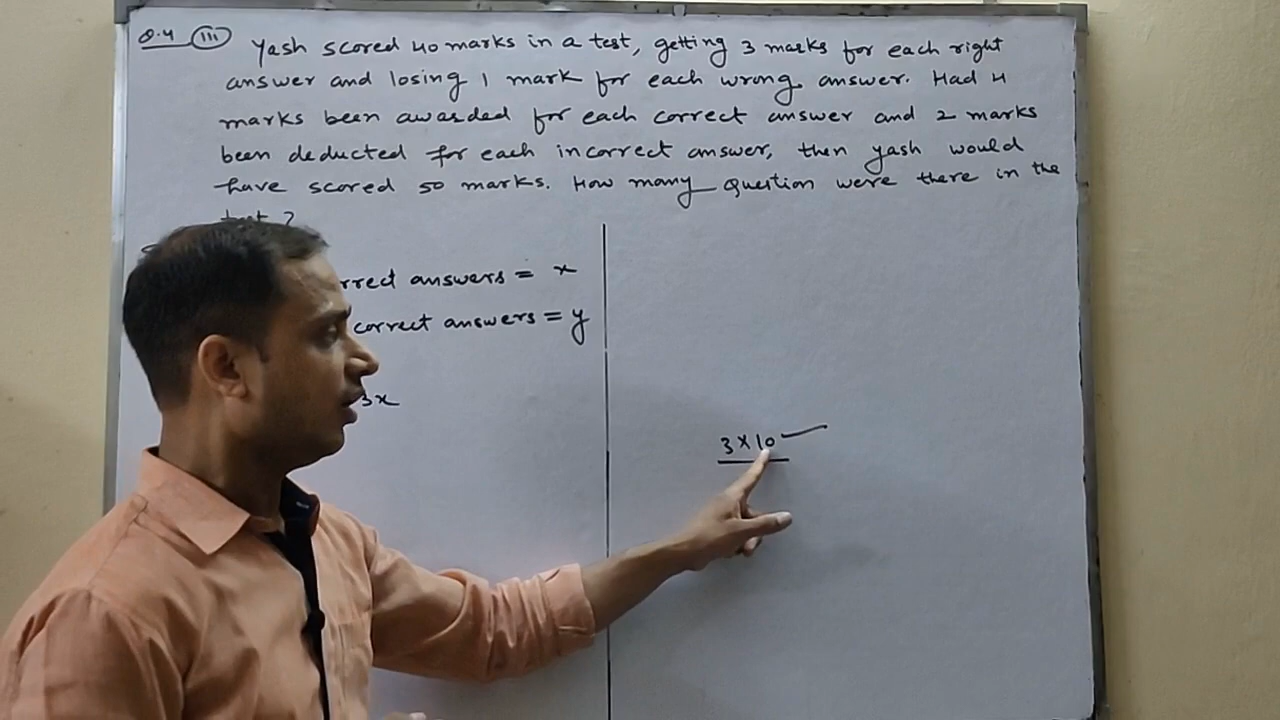 Q.4 (iii) Yash scored 40 marks in a test, getting 3 marks for each right
answer and losing 1 mark for each wrong answer. Had 4
marks been awarded for each correct answer and 2 marks
been deducted for each incorrect answer, then Yash would
have scored 50 marks. How many Question were there in the
test ?
rrect answers = x
correct answers = y
3x
3 × 10